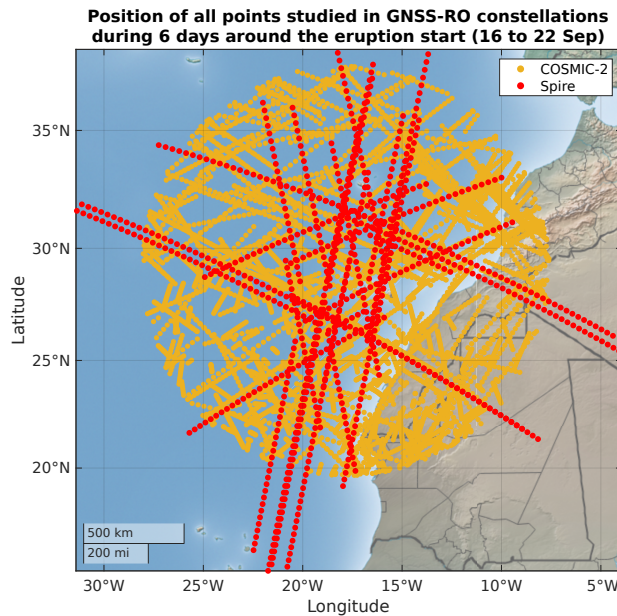 Position of all points studied in GNSS-RO constellations
during 6 days around the eruption start (16 to 22 Sep)
COSMIC-2
Spire
35°N
30°N
25°N
20°N
Latitude
500 km
200 mi
30°W 25°W 20°W 15°W 10°W 5°W
Longitude